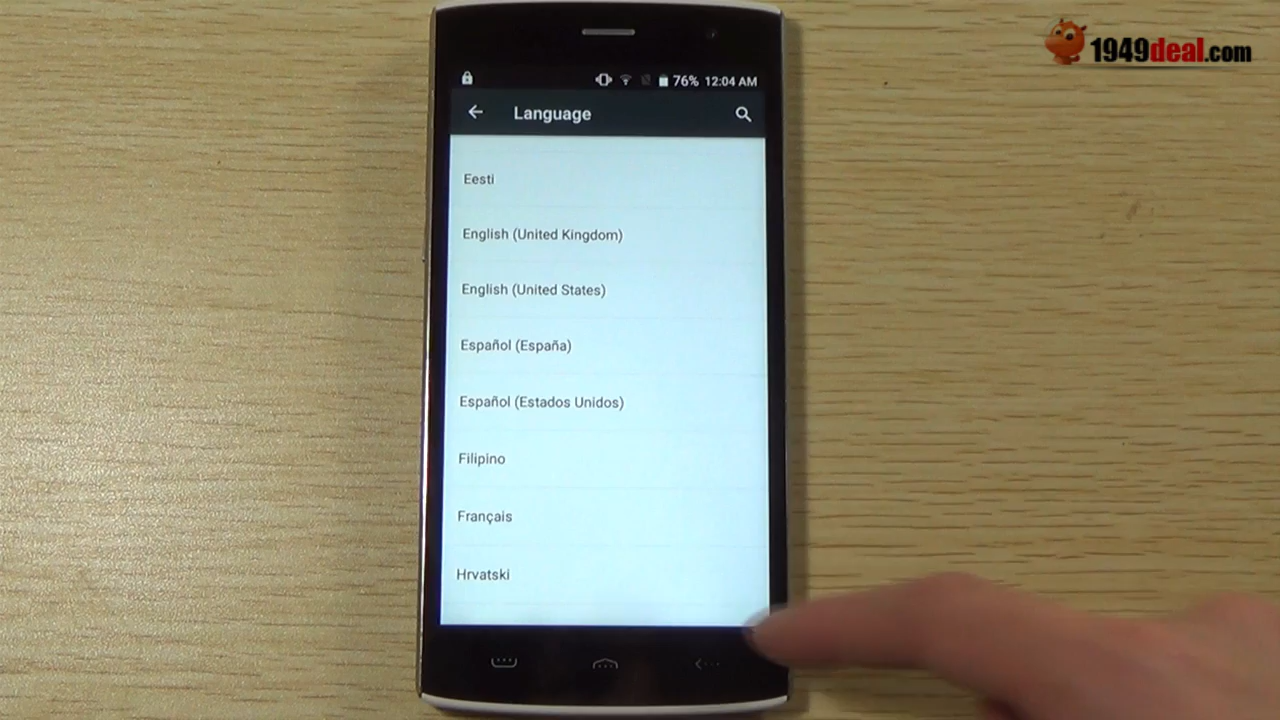 1949deal.com
76% 12:04 AM
Language
Eesti
English (United Kingdom)
English (United States)
Español (España)
Español (Estados Unidos)
Filipino
Français
Hrvatski